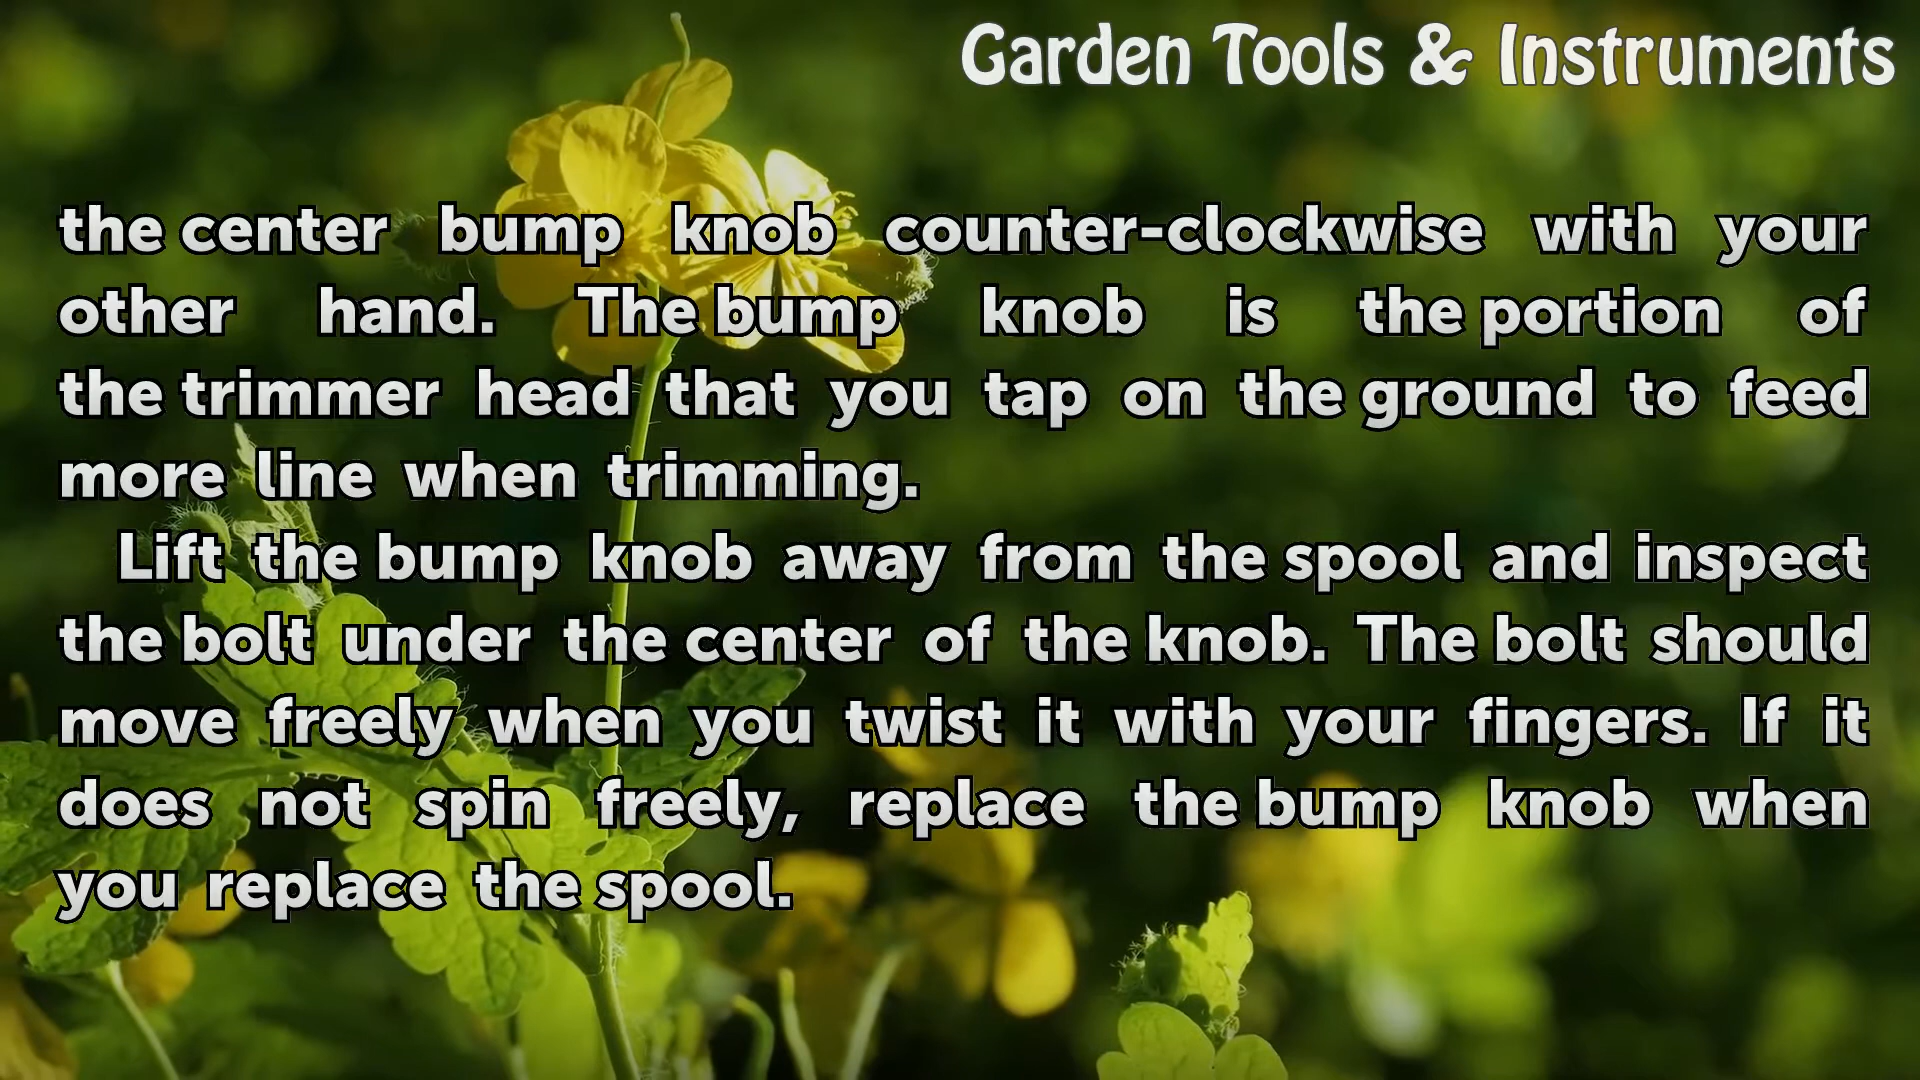 Garden Tools & Instruments
the center bump knob counter-clockwise with your
other hand. The bump knob is the portion of
the trimmer head that you tap on the ground to feed
more line when trimming.
Lift the bump knob away from the spool and inspect
the bolt under the center of the knob. The bolt should
move freely when you twist it with your fingers. If it
does not spin freely, replace the bump knob when
you replace the spool.